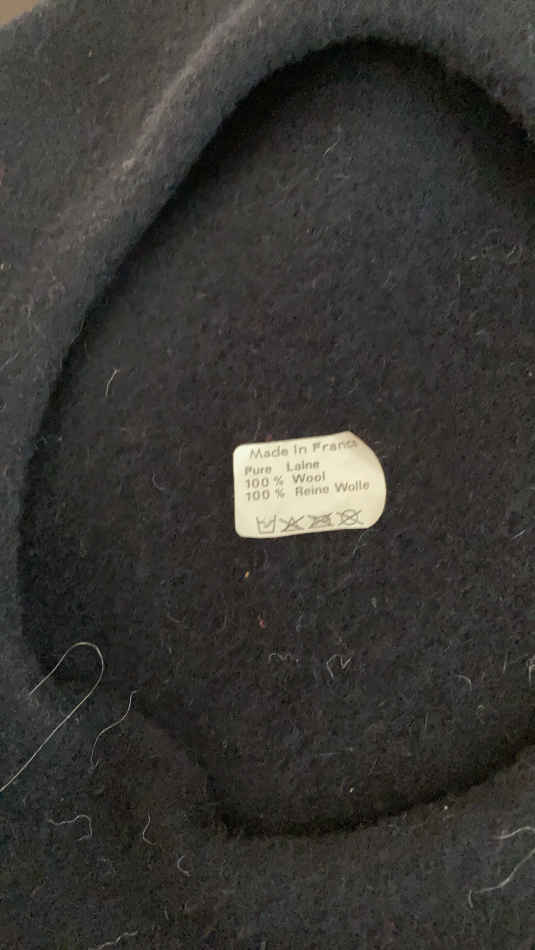 Made in France
Pure Laine
100% Wool
100% Reine Wolle